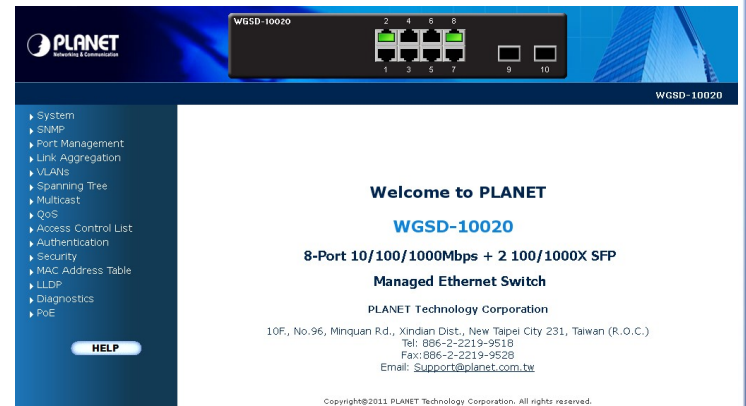 PLANET
Networking & Communication
WGSD-10020
2 4 6 8
1 3 5 7 9 10
WGSD-10020
System
SNMP
Port Management
Link Aggregation
VLANs
Spanning Tree
Multicast
QoS
Access Control List
Authentication
Security
MAC Address Table
LLDP
Diagnostics
PoE
HELP
Welcome to PLANET
WGSD-10020
8-Port 10/100/1000Mbps + 2 100/1000X SFP
Managed Ethernet Switch
PLANET Technology Corporation
10F., No.96, Minquan Rd., Xindian Dist., New Taipei City 231, Taiwan (R.O.C.)
Tel: 886-2-2219-9518
Fax:886-2-2219-9528
Email: Support@planet.com.tw
Copyright@2011 PLANET Technology Corporation. All rights reserved.